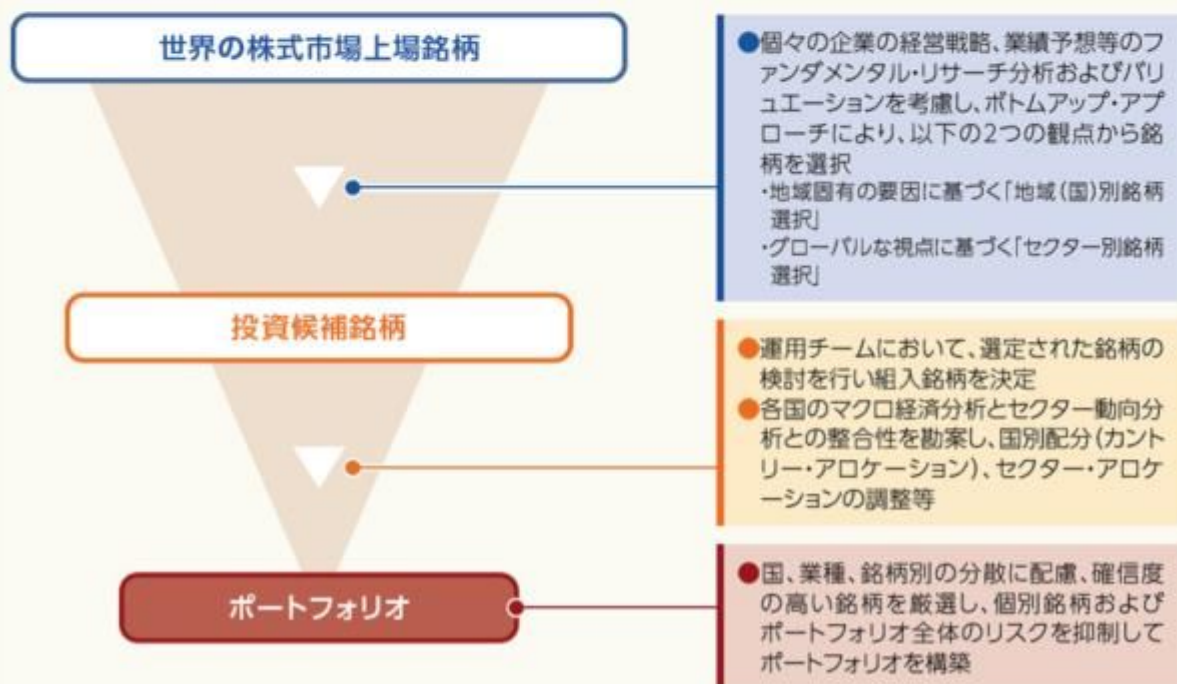 世界の株式市場上場銘柄
●個々の企業の経営戦略、業績予想等のフ
ァンダメンタル・リサーチ分析およびバリ
ュエーションを考慮し、ボトムアップ・アプ
ローチにより、以下の2つの観点から銘
柄を選択
・地域固有の要因に基づく「地域(国)別銘柄
選択」
・グローバルな視点に基づく「セクター別銘柄
選択」
投資候補銘柄
●運用チームにおいて、選定された銘柄の
検討を行い組入銘柄を決定
●各国のマクロ経済分析とセクター動向分
析との整合性を勘案し、国別配分(カント
リー・アロケーション)、セクター・アロケ
ーションの調整等
ポートフォリオ
●国、業種、銘柄別の分散に配慮、確信度
の高い銘柄を厳選し、個別銘柄および
ポートフォリオ全体のリスクを抑制して
ポートフォリオを構築